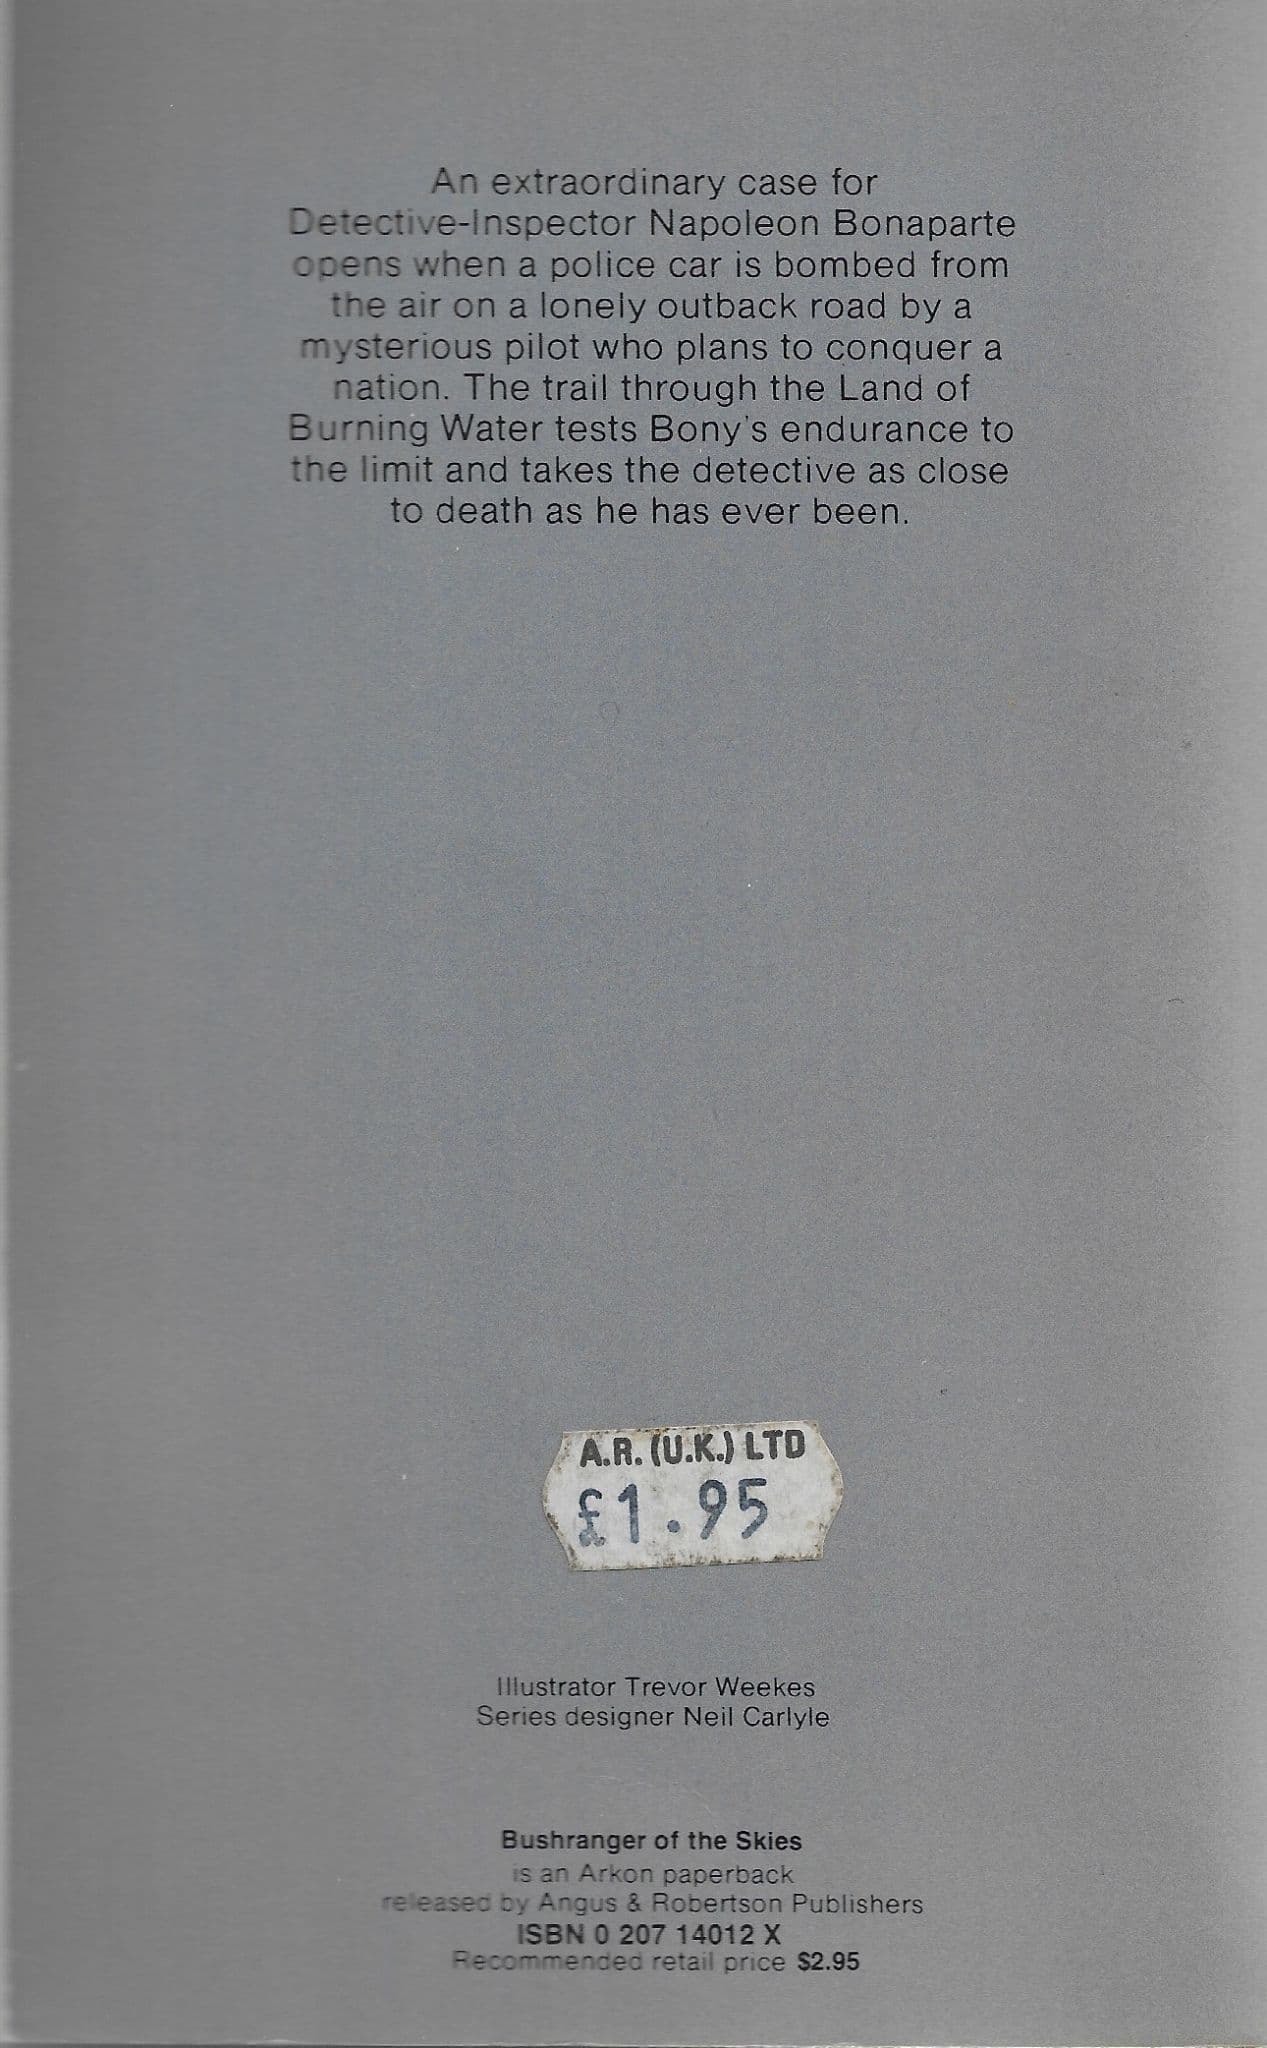 An extraordinary case for
Detective-Inspector Napoleon Bonaparte
opens when a police car is bombed from
the air on a lonely outback road by a
mysterious pilot who plans to conquer a
nation. The trail through the Land of
Burning Water tests Bony's endurance to
the limit and takes the detective as close
to death as he has ever been.
A.R. (U.K.) LTD
£1.95
Illustrator Trevor Weekes
Series designer Neil Carlyle
Bushranger of the Skies
is an Arkon paperback
released by Angus & Robertson Publishers
ISBN 0 207 14012 X
Recommended retail price $2.95